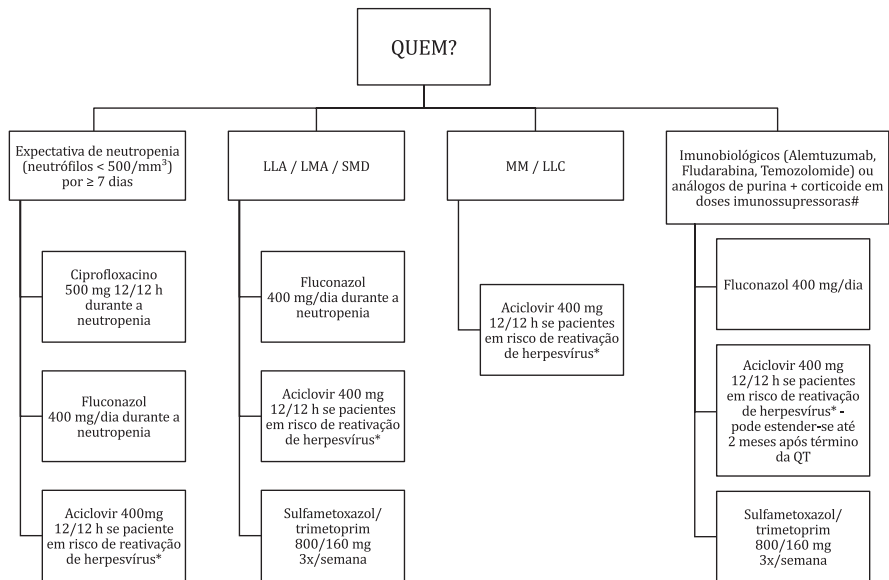 QUEM?
Expectativa de neutropenia
(neutrófilos < 500/mm³)
por ≥ 7 dias
Ciprofloxacino
500 mg 12/12 h
durante a
neutropenia
Fluconazol
400 mg/dia durante a
neutropenia
Aciclovir 400mg
12/12 h se paciente
em risco de reativação
de herpesvírus*
LLA / LMA / SMD
Fluconazol
400 mg/dia durante a
neutropenia
Aciclovir 400 mg
12/12 h se pacientes
em risco de reativação
de herpesvírus*
Sulfametoxazol/
trimetoprim
800/160 mg
3x/semana
MM / LLC
Aciclovir 400 mg
12/12 h se pacientes
em risco de reativação
de herpesvírus*
Imunobiológicos (Alemtuzumab,
Fludarabina, Temozolomide) ou
análogos de purina + corticoide em
doses imunossupressoras#
Fluconazol 400 mg/dia
Aciclovir 400 mg
12/12 h se pacientes
em risco de reativação
de herpesvírus* -
pode estender-se até
2 meses após término
da QT
Sulfametoxazol/
trimetoprim
800/160 mg
3x/semana